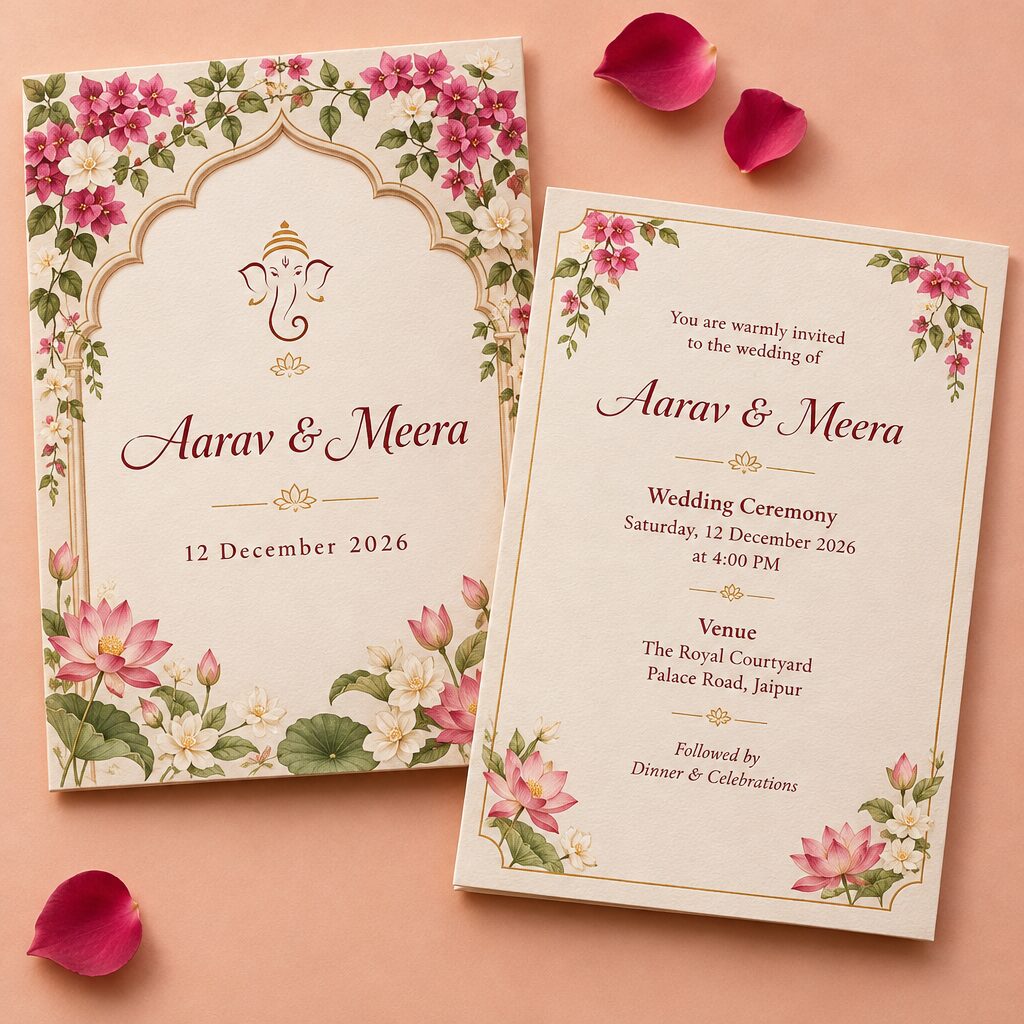 Aarav & Meera
12 December 2026
You are warmly invited
to the wedding of
Aarav & Meera
Wedding Ceremony
Saturday, 12 December 2026
at 4:00 PM
Venue
The Royal Courtyard
Palace Road, Jaipur
Followed by
Dinner & Celebrations